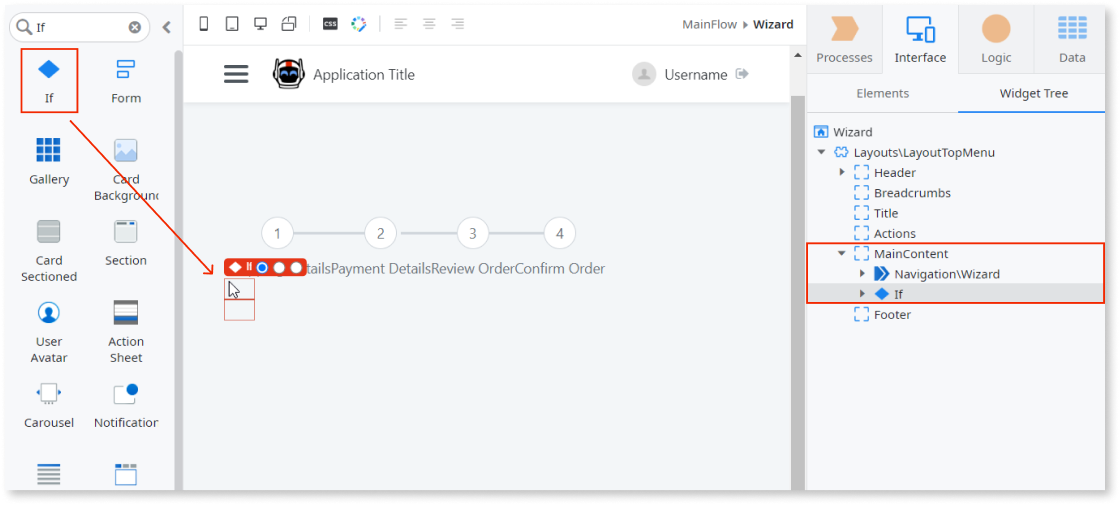 If
If
Form
Gallery
Card
Background
Card
Sectioned
Section
User
Avatar
Action
Sheet
Carousel
Notification
CSS
MainFlow Wizard
Application Title
Username
1
2
3
4
If
tailsPayment DetailsReview OrderConfirm Order
Processes
Interface
Logic
Data
Elements
Widget Tree
Wizard
Layouts\LayoutTopMenu
Header
Breadcrumbs
Title
Actions
MainContent
Navigation\Wizard
If
Footer